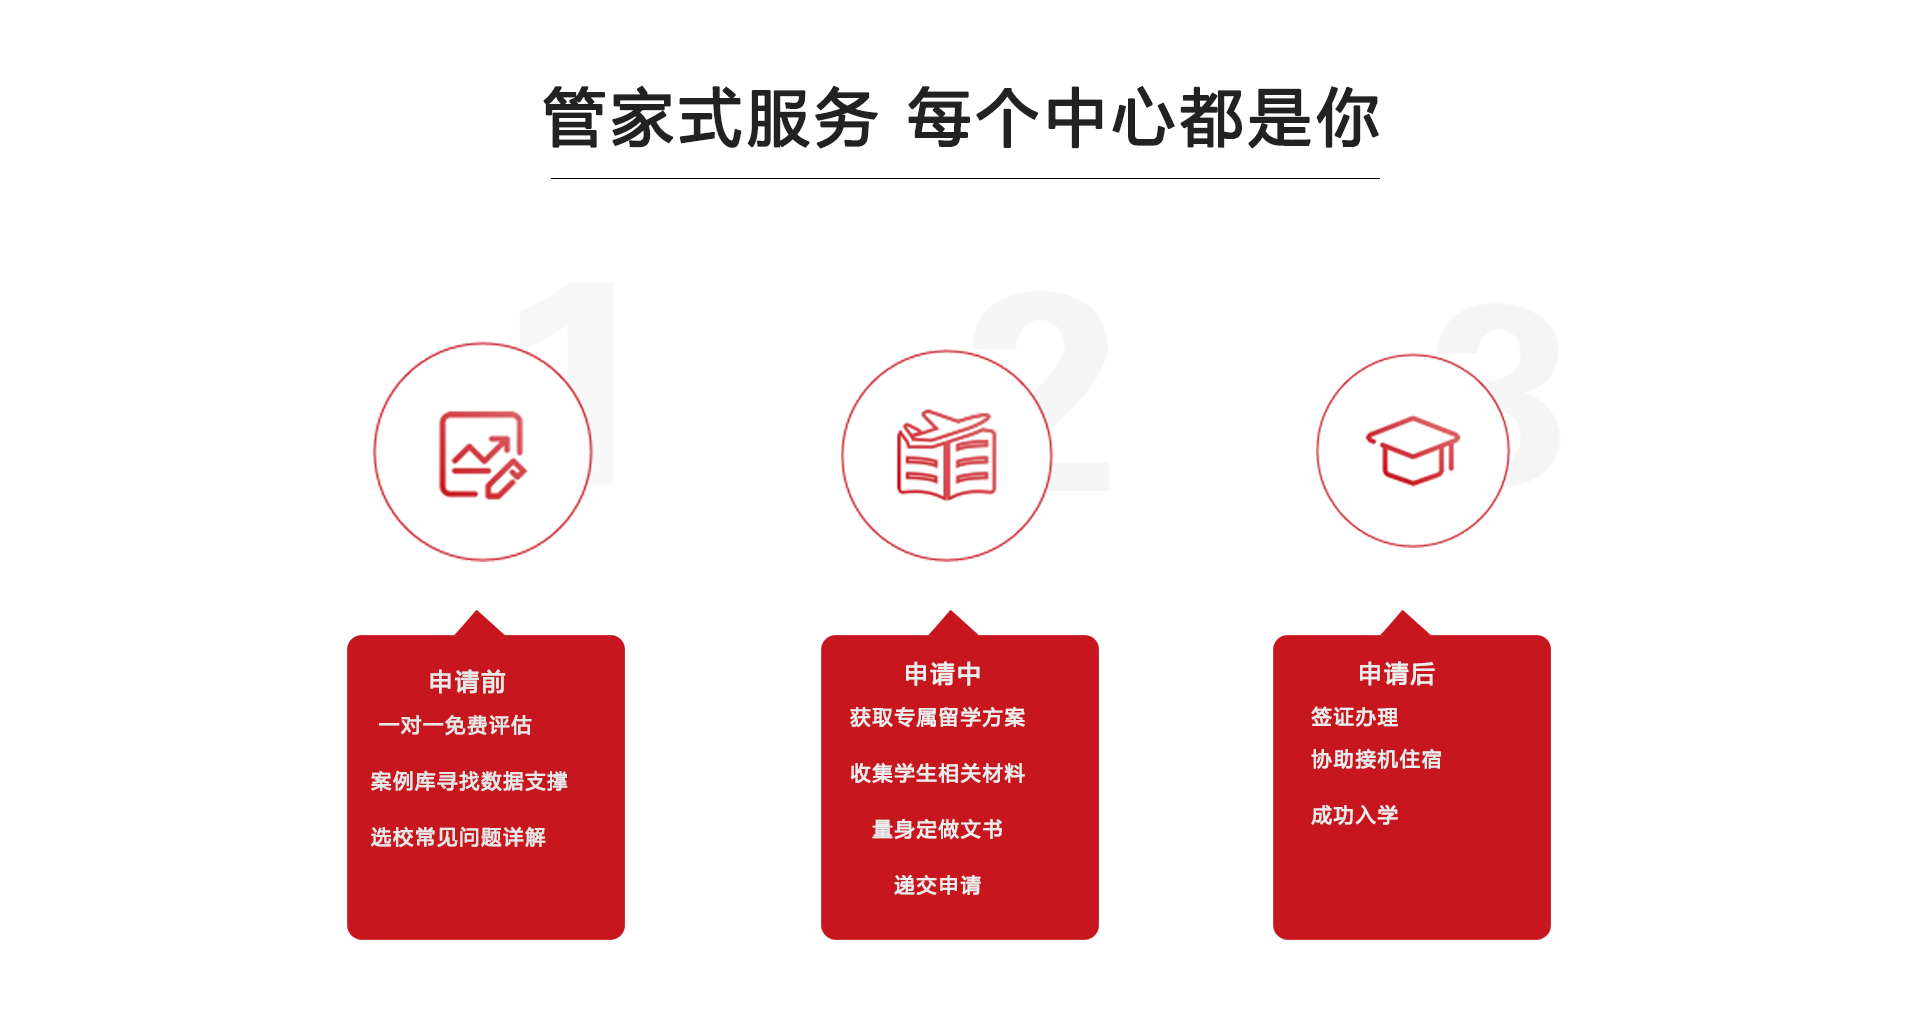 管家式服务 每个中心都是你
1
2
3
申请前
一对一免费评估
案例库寻找数据支撑
选校常见问题详解
申请中
获取专属留学方案
收集学生相关材料
量身定做文书
递交申请
申请后
签证办理
协助接机住宿
成功入学